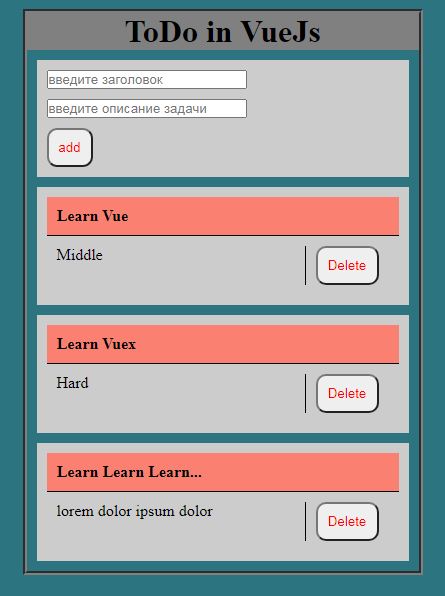 ToDo in VueJs
введите заголовок
введите описание задачи
add
Learn Vue
Middle
Delete
Learn Vuex
Hard
Delete
Learn Learn Learn...
lorem dolor ipsum dolor
Delete